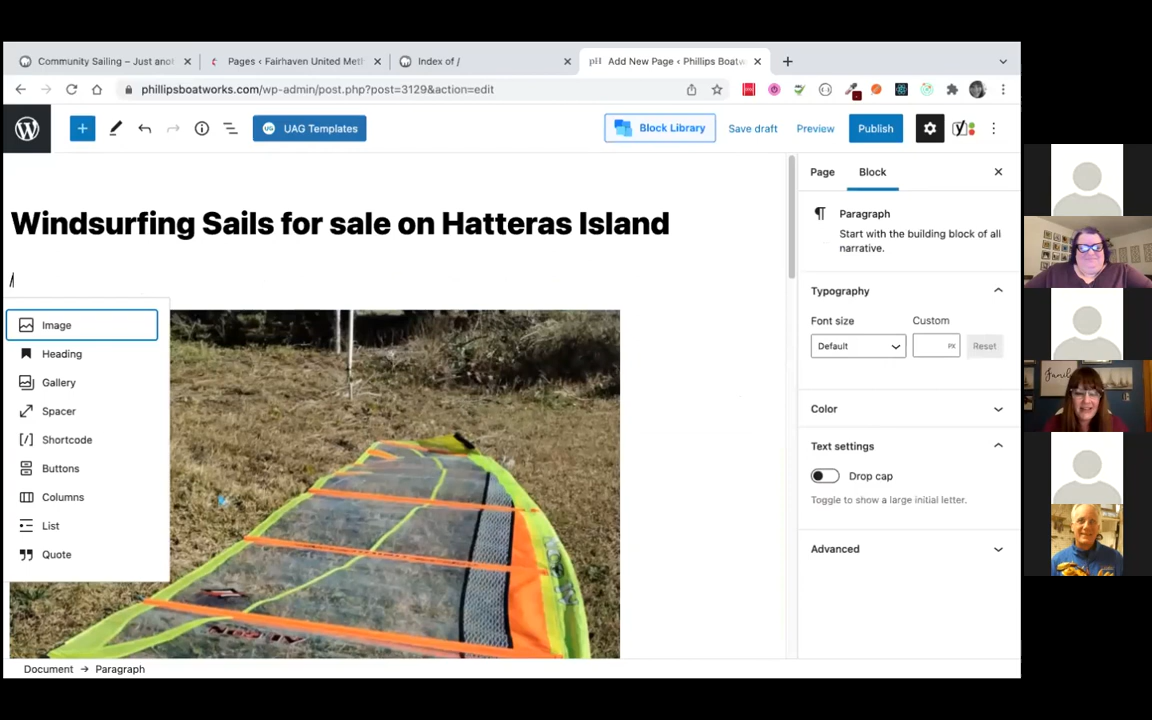 Community Sailing – Just anot
Pages ‹ Fairhaven United Meth
Index of /
pH Add New Page ‹ Phillips Boatw
phillipsboatworks.com/wp-admin/post.php?post=3129&action=edit
UG UAG Templates
Block Library
Save draft
Preview
Publish
Page
Block
Windsurfing Sails for sale on Hatteras Island
/
Image
Heading
Gallery
Spacer
Shortcode
Buttons
Columns
List
Quote
Paragraph
Start with the building block of all
narrative.
Typography
Font size
Custom
Default
PX
Reset
Color
Text settings
Drop cap
Toggle to show a large initial letter.
Advanced
Document → Paragraph
Family